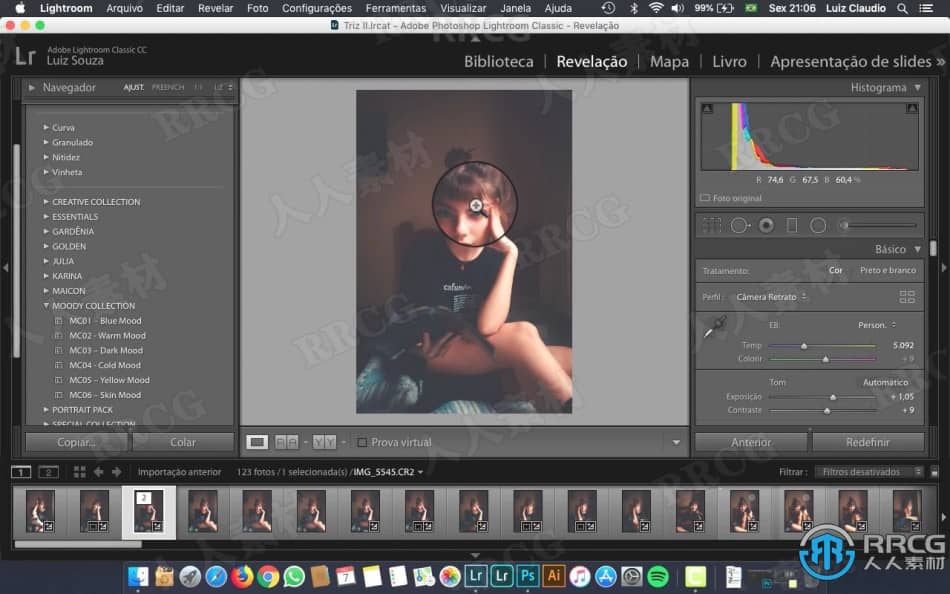 Lightroom Arquivo Editar Revelar Foto Configurações Ferramentas Visualizar Janela Ajuda 99% Sex 21:06 Luiz Claudio
Triz II.lrcat – Adobe Photoshop Lightroom Classic - Revelação
Lr
Adobe Lightroom Classic CC
Luiz Souza
Biblioteca | Revelação | Mapa | Livro | Apresentação de slides »
Navegador AJUST. PREENCH 1:1
Histograma
Curva
Granulado
Nitidez
Vinheta
CREATIVE COLLECTION
ESSENTIALS
GARDÊNIA
GOLDEN
JULIA
KARINA
MAICON
MOODY COLLECTION
MC01 – Blue Mood
MC02 - Warm Mood
MC03 – Dark Mood
MC04 - Cold Mood
MC05 – Yellow Mood
MC06 – Skin Mood
PORTRAIT PACK
SPECIAL COLLECTION
R 74,6 G 67,5 B 60,4 %
Foto original
Básico
Tratamento: Cor Preto e branco
Perfil: Câmera Retrato
EB: Person.
Temp 5.092
Colorir + 9
Tom Automático
Exposição + 1,05
Contraste + 9
Copiar... Colar
Prova virtual
Anterior Redefinir
1 2 Importação anterior 123 fotos / 1 selecionada(s) / IMG_5545.CR2
Filtrar: Filtros desativados
2
7
Lr Lr Ps Ai
RRCG
人人素材